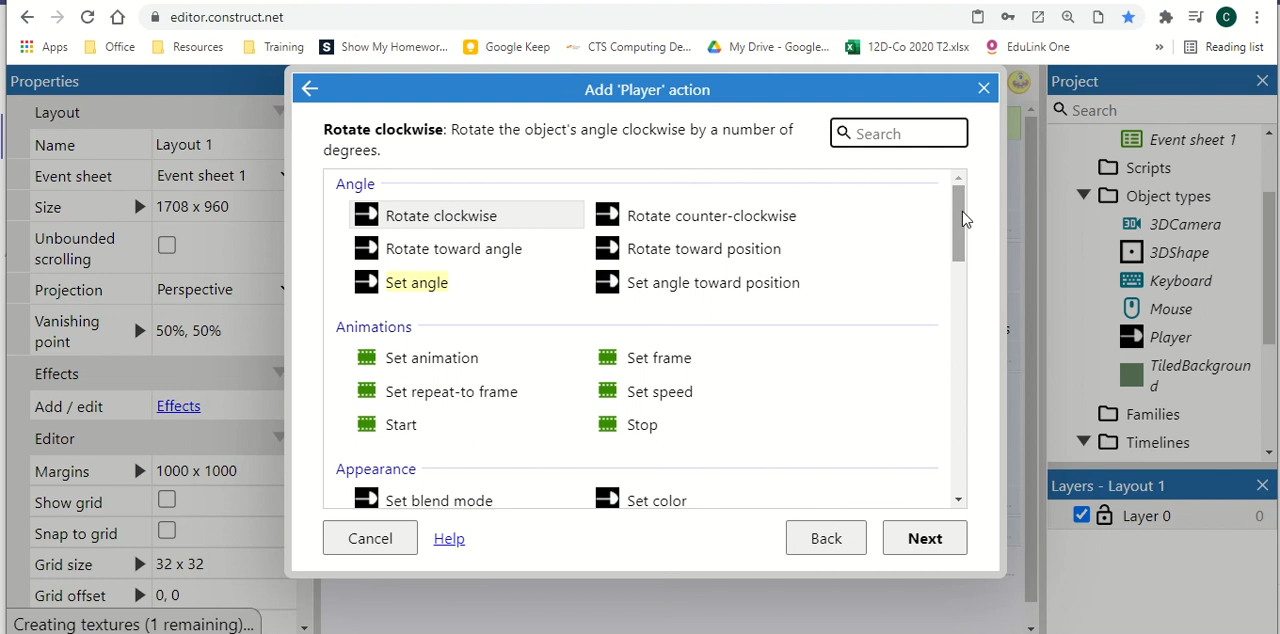 editor.construct.net
C
Apps Office Resources Training S Show My Homewor... Google Keep CTS Computing De... My Drive - Google... 12D-Co 2020 T2.xlsx EduLink One » Reading list
Properties
Layout
Name Layout 1
Event sheet Event sheet 1
Size 1708 x 960
Unbounded scrolling
Projection Perspective
Vanishing point 50%, 50%
Effects
Add / edit Effects
Editor
Margins 1000 x 1000
Show grid
Snap to grid
Grid size 32 x 32
Grid offset 0, 0
Creating textures (1 remaining)...
Add 'Player' action
Rotate clockwise: Rotate the object's angle clockwise by a number of
degrees.
Search
Angle
Rotate clockwise Rotate counter-clockwise
Rotate toward angle Rotate toward position
Set angle Set angle toward position
Animations
Set animation Set frame
Set repeat-to frame Set speed
Start Stop
Appearance
Set blend mode Set color
Cancel Help Back Next
Project
Search
Event sheet 1
Scripts
Object types
3DCamera
3DShape
Keyboard
Mouse
Player
TiledBackgroun
d
Families
Timelines
Layers - Layout 1
Layer 0 0